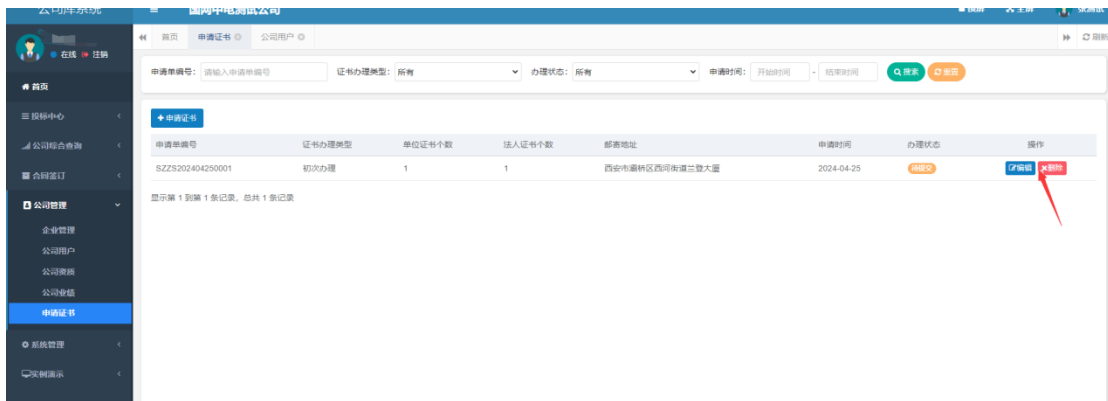 公司库系统
国网中电测试公司
在线 注销
首页
投标中心
公司综合查询
合同签订
公司管理
企业管理
公司用户
公司资质
公司业绩
申请证书
系统管理
实例演示
首页 申请证书 公司用户 刷新
申请单编号： 请输入申请单编号 证书办理类型： 所有 办理状态： 所有 申请时间： 开始时间 - 结束时间 搜索 重置
+ 申请证书
申请单编号 证书办理类型 单位证书个数 法人证书个数 邮寄地址 申请时间 办理状态 操作
SZZS202404250001 初次办理 1 1 西安市灞桥区西河街道兰登大厦 2024-04-25 待提交 编辑 删除
显示第 1 到第 1 条记录，总共 1 条记录